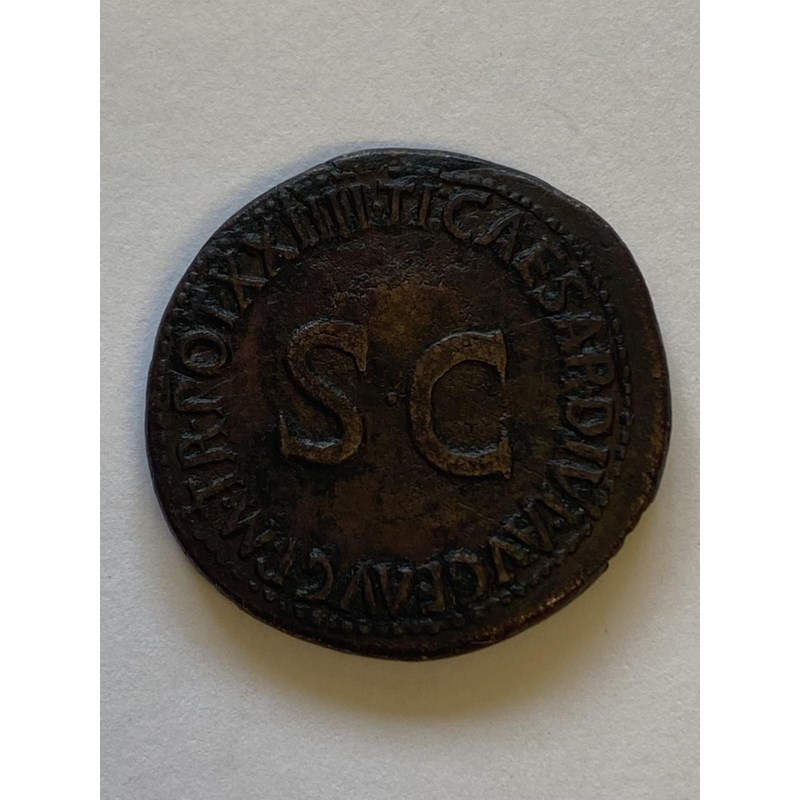 TI·CAESAR DIVI AVG F AVG P M TR·POT XXIIII
S·C